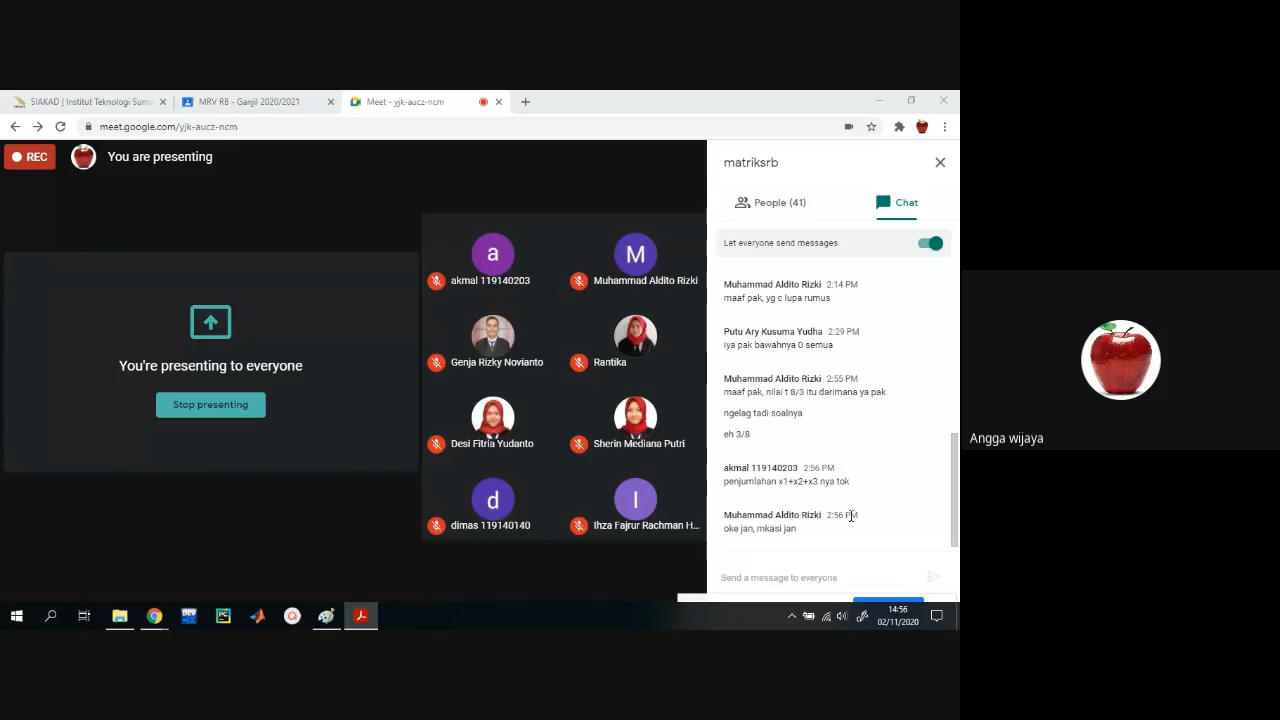 SIAKAD | Institut Teknologi Suma
MRV RB - Ganjil 2020/2021
Meet - yjk-aucz-ncm
meet.google.com/yjk-aucz-ncm
REC
You are presenting
matriksrb
People (41)
Chat
Let everyone send messages
a
akmal 119140203
M
Muhammad Aldito Rizki
Genja Rizky Novianto
Rantika
Desi Fitria Yudanto
Sherin Mediana Putri
d
dimas 119140140
I
Ihza Fajrur Rachman H...
You're presenting to everyone
Stop presenting
Muhammad Aldito Rizki 2:14 PM
maaf pak, yg c lupa rumus
Putu Ary Kusuma Yudha 2:29 PM
iya pak bawahnya 0 semua
Muhammad Aldito Rizki 2:55 PM
maaf pak, nilai t 8/3 itu darimana ya pak
ngelag tadi soalnya
eh 3/8
akmal 119140203 2:56 PM
penjumlahan x1+x2+x3 nya tok
Muhammad Aldito Rizki 2:56 PM
oke jan, mkasi jan
Send a message to everyone
Angga wijaya
DEV
PC
14:56
02/11/2020